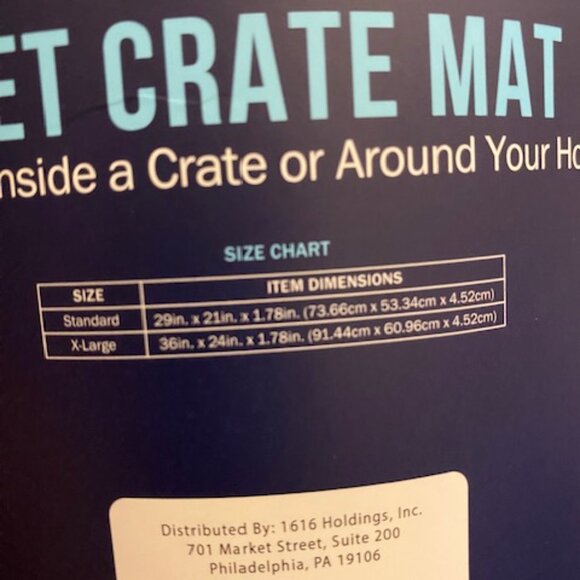 ET CRATE MAT
nside a Crate or Around Your Ho
SIZE CHART
SIZE ITEM DIMENSIONS
Standard 29in. x 21in. x 1.78in. (73.66cm x 53.34cm x 4.52cm)
X-Large 36in. x 24in. x 1.78in. (91.44cm x 60.96cm x 4.52cm)
Distributed By: 1616 Holdings, Inc.
701 Market Street, Suite 200
Philadelphia, PA 19106